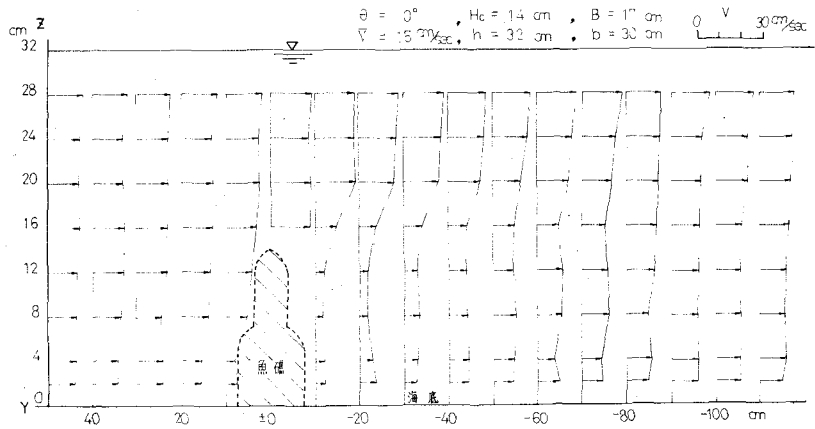 θ = 0° , Hc = 14 cm , B = 17 cm
V̅ = 15 cm/sec , h = 32 cm , b = 30 cm
0 V 30 cm/sec
cm Z
32
28
24
20
16
12
8
4
0
魚礁
海底
Y 40 20 ±0 -20 -40 -60 -80 -100 cm